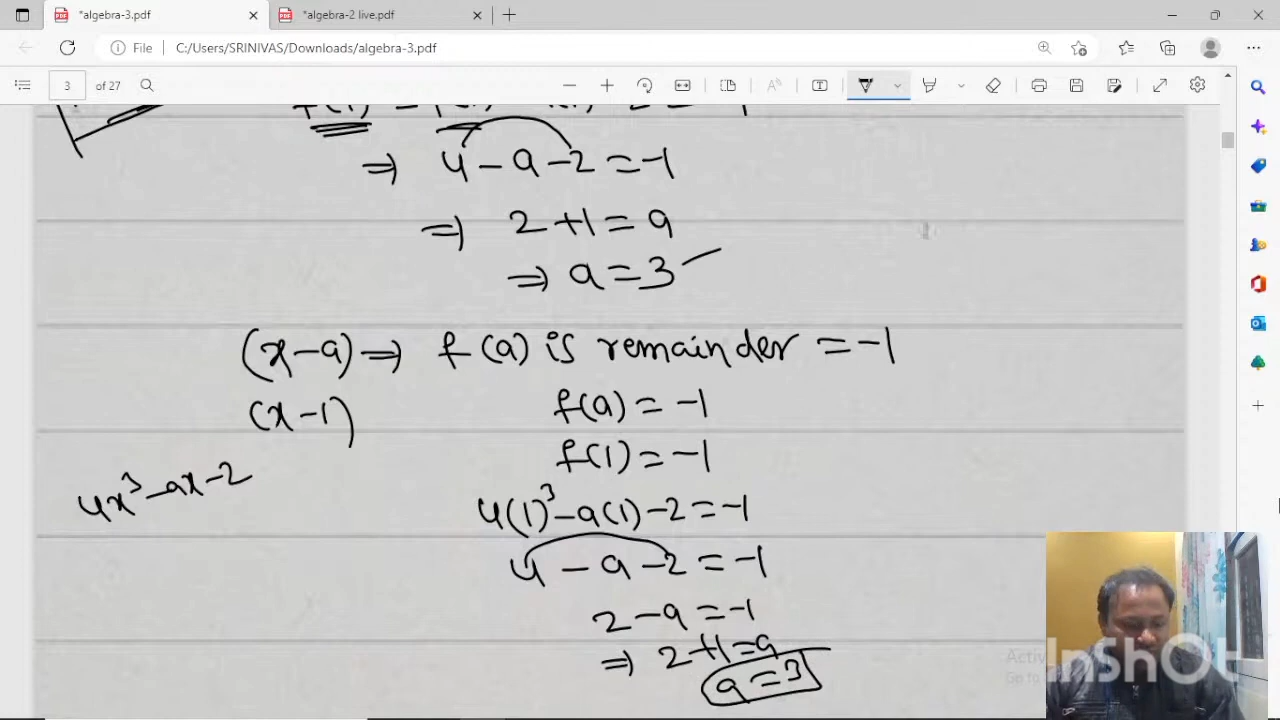 *algebra-3.pdf
*algebra-2 live.pdf
File C:/Users/SRINIVAS/Downloads/algebra-3.pdf
3 of 27
⇒ 4 - a - 2 = -1
⇒ 2 + 1 = a
⇒ a = 3
(x - a) ⇒ f(a) is remainder = -1
(x - 1)
f(a) = -1
f(1) = -1
4x³ - ax - 2
4(1)³ - a(1) - 2 = -1
4 - a - 2 = -1
2 - a = -1
⇒ 2 + 1 = a
a = 3
InShOt